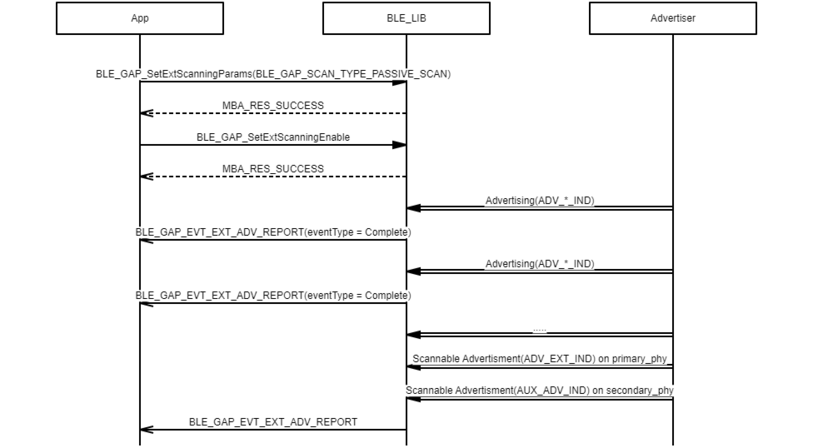 App
BLE_LIB
Advertiser
BLE_GAP_SetExtScanningParams(BLE_GAP_SCAN_TYPE_PASSIVE_SCAN)
MBA_RES_SUCCESS
BLE_GAP_SetExtScanningEnable
MBA_RES_SUCCESS
Advertising(ADV_*_IND)
BLE_GAP_EVT_EXT_ADV_REPORT(eventType = Complete)
Advertising(ADV_*_IND)
BLE_GAP_EVT_EXT_ADV_REPORT(eventType = Complete)
.....
Scannable Advertisment(ADV_EXT_IND) on primary_phy
Scannable Advertisment(AUX_ADV_IND) on secondary_phy
BLE_GAP_EVT_EXT_ADV_REPORT